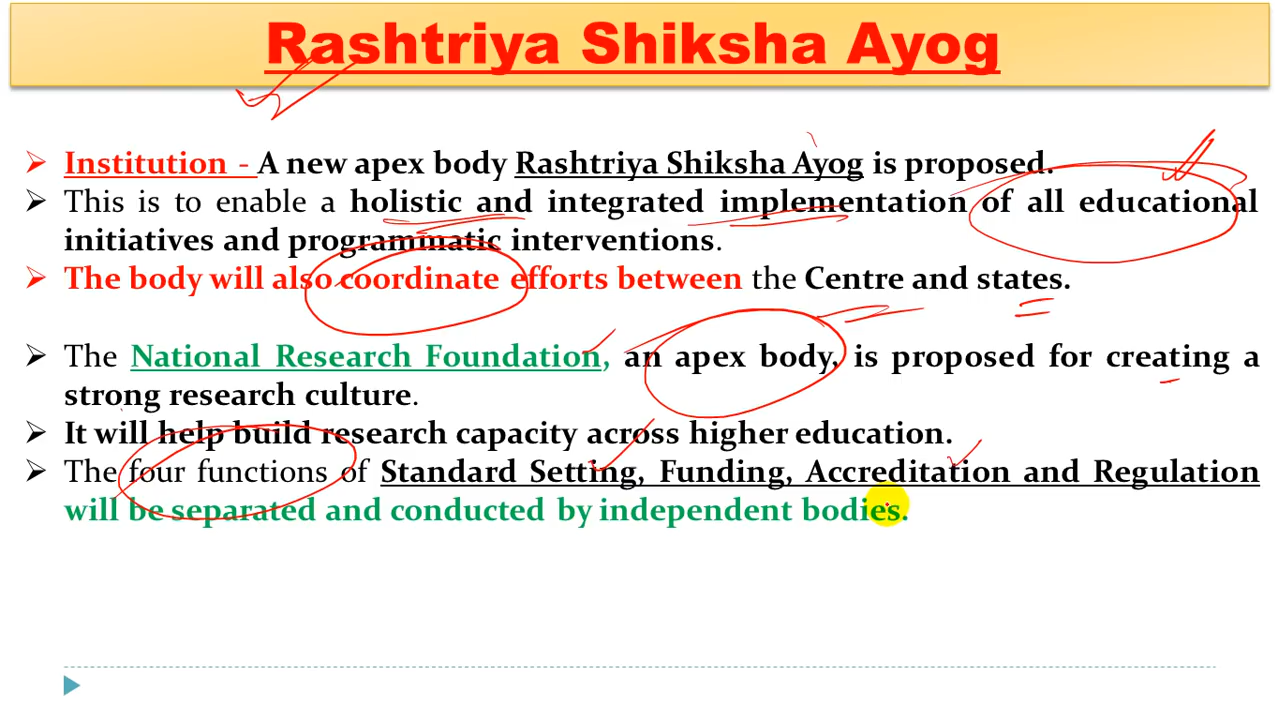 Rashtriya Shiksha Ayog
Institution - A new apex body Rashtriya Shiksha Ayog is proposed.
This is to enable a holistic and integrated implementation of all educational
initiatives and programmatic interventions.
The body will also coordinate efforts between the Centre and states.
The National Research Foundation, an apex body, is proposed for creating a
strong research culture.
It will help build research capacity across higher education.
The four functions of Standard Setting, Funding, Accreditation and Regulation
will be separated and conducted by independent bodies.